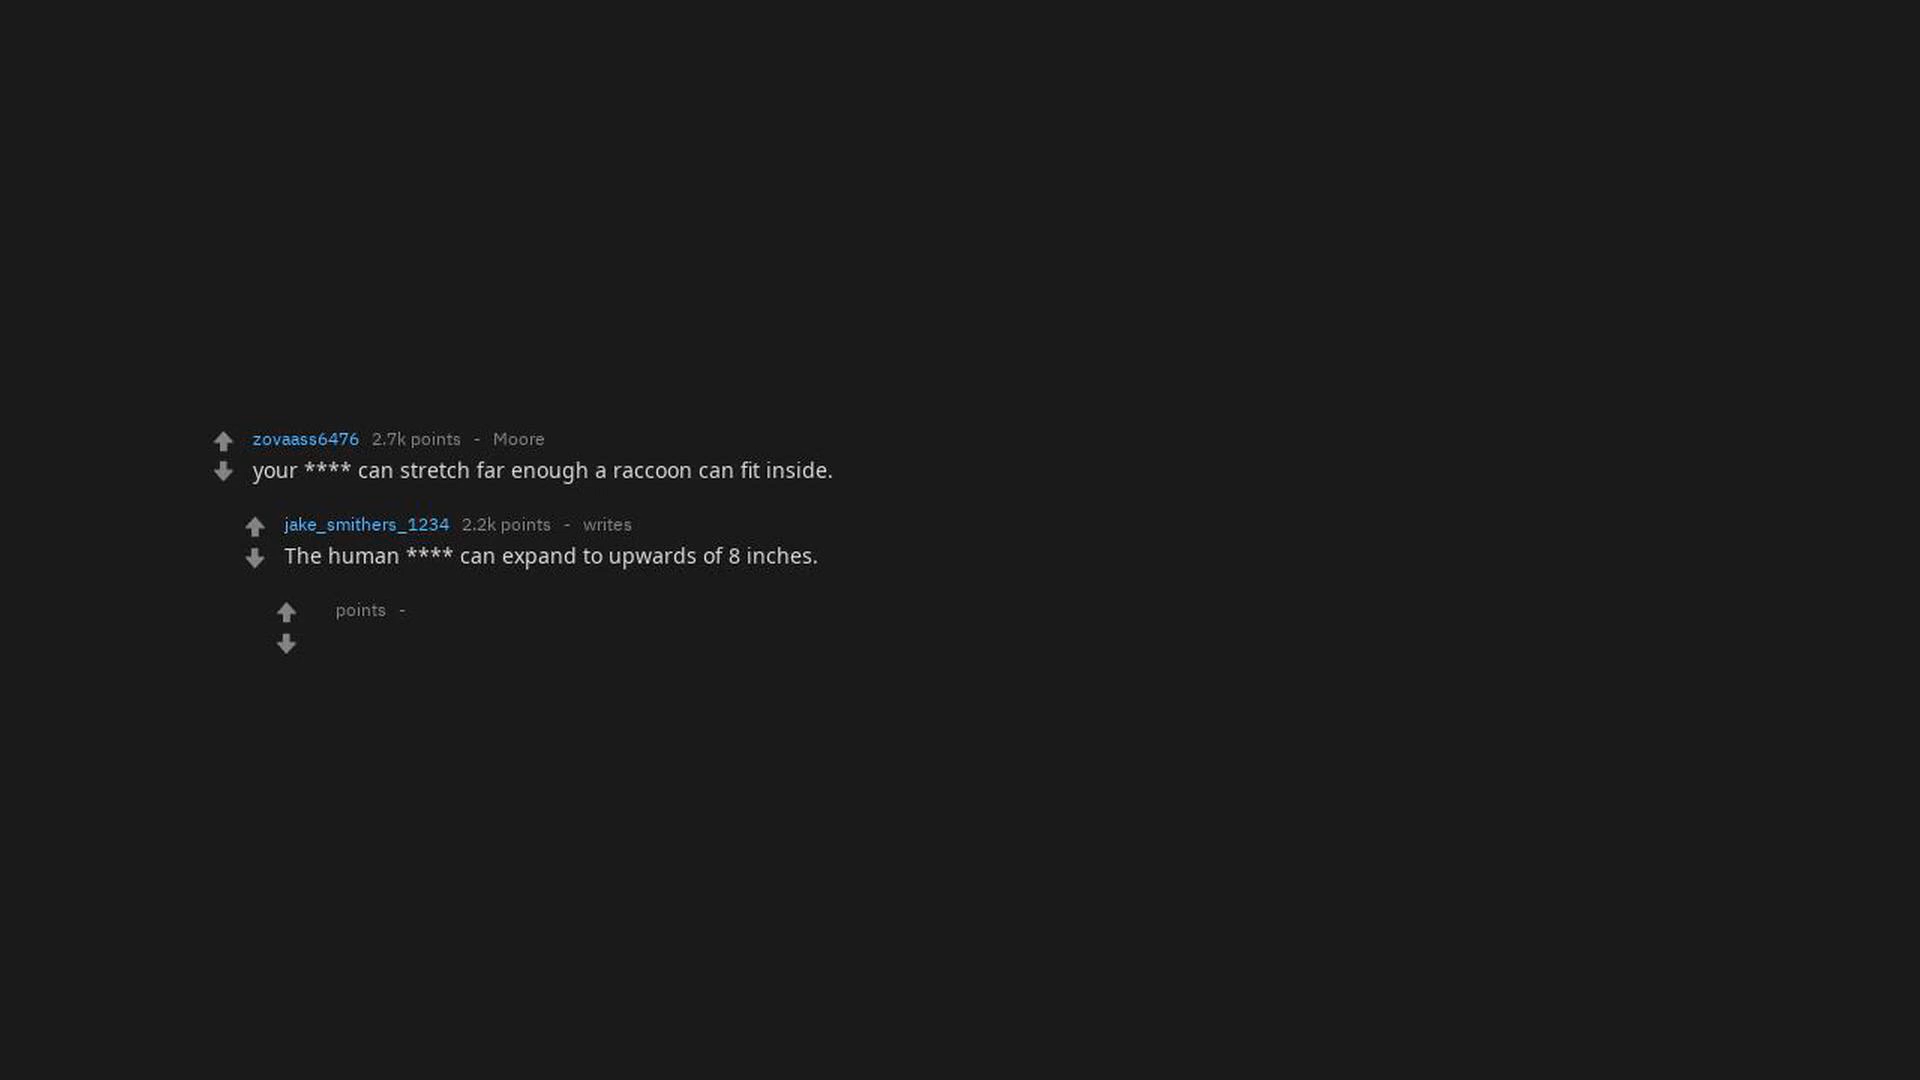 zovaass6476 2.7k points - Moore
your **** can stretch far enough a raccoon can fit inside.
jake_smithers_1234 2.2k points - writes
The human **** can expand to upwards of 8 inches.
points -